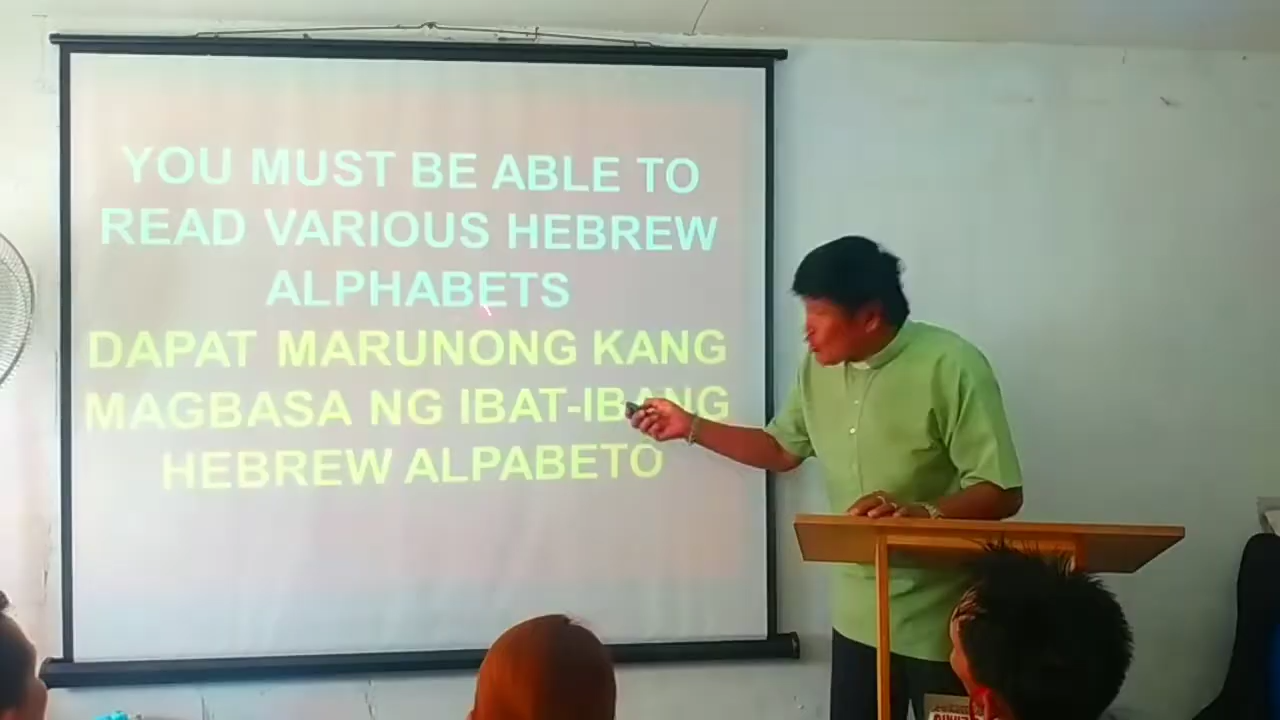 YOU MUST BE ABLE TO
READ VARIOUS HEBREW
ALPHABETS
DAPAT MARUNONG KANG
MAGBASA NG IBAT-IBANG
HEBREW ALPABETO